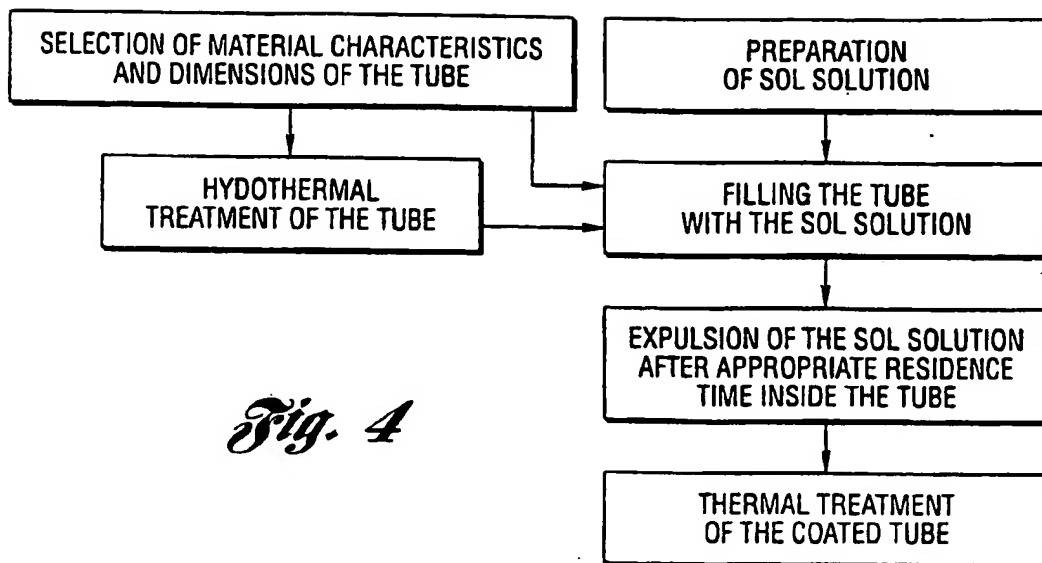 SELECTION OF MATERIAL CHARACTERISTICS
AND DIMENSIONS OF THE TUBE
PREPARATION
OF SOL SOLUTION
HYDOTHERMAL
TREATMENT OF THE TUBE
FILLING THE TUBE
WITH THE SOL SOLUTION
EXPULSION OF THE SOL SOLUTION
AFTER APPROPRIATE RESIDENCE
TIME INSIDE THE TUBE
THERMAL TREATMENT
OF THE COATED TUBE
Fig. 4